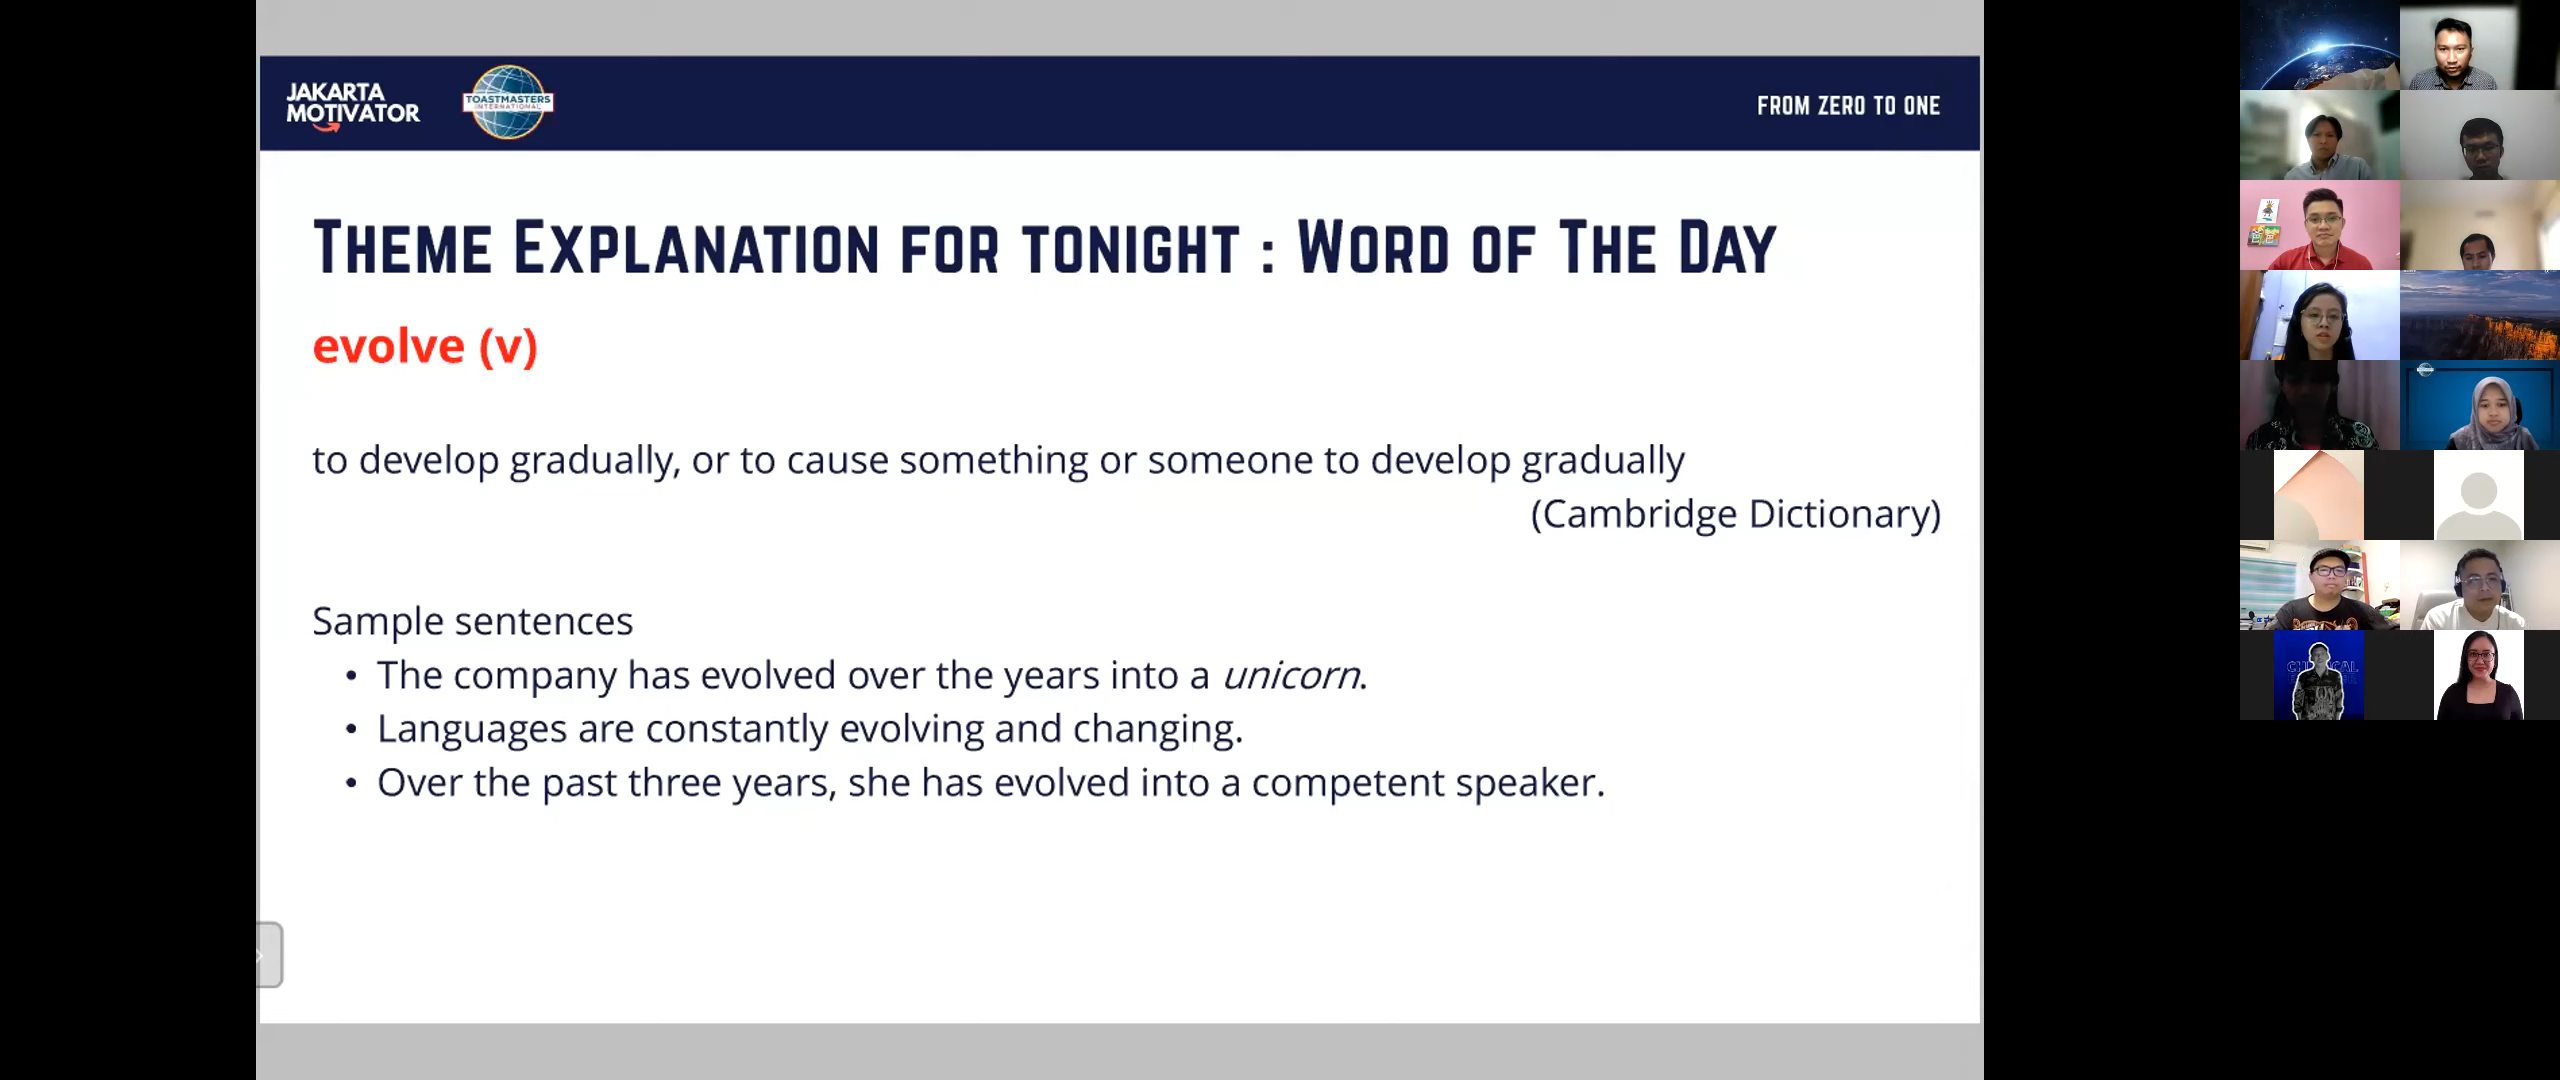 JAKARTA
MOTIVATOR
TOASTMASTERS
INTERNATIONAL
FROM ZERO TO ONE
THEME EXPLANATION FOR TONIGHT : WORD OF THE DAY
evolve (v)
to develop gradually, or to cause something or someone to develop gradually
(Cambridge Dictionary)
Sample sentences
• The company has evolved over the years into a unicorn.
• Languages are constantly evolving and changing.
• Over the past three years, she has evolved into a competent speaker.